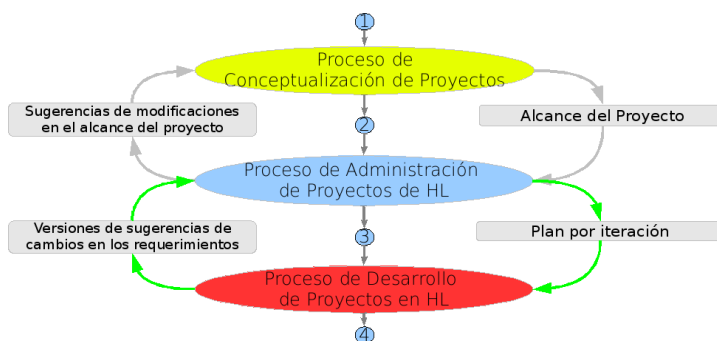 1
Proceso de
Conceptualización de Proyectos
Sugerencias de modificaciones
en el alcance del proyecto
Alcance del Proyecto
2
Proceso de Administración
de Proyectos de HL
Versiones de sugerencias de
cambios en los requerimientos
Plan por iteración
3
Proceso de Desarrollo
de Proyectos en HL
4